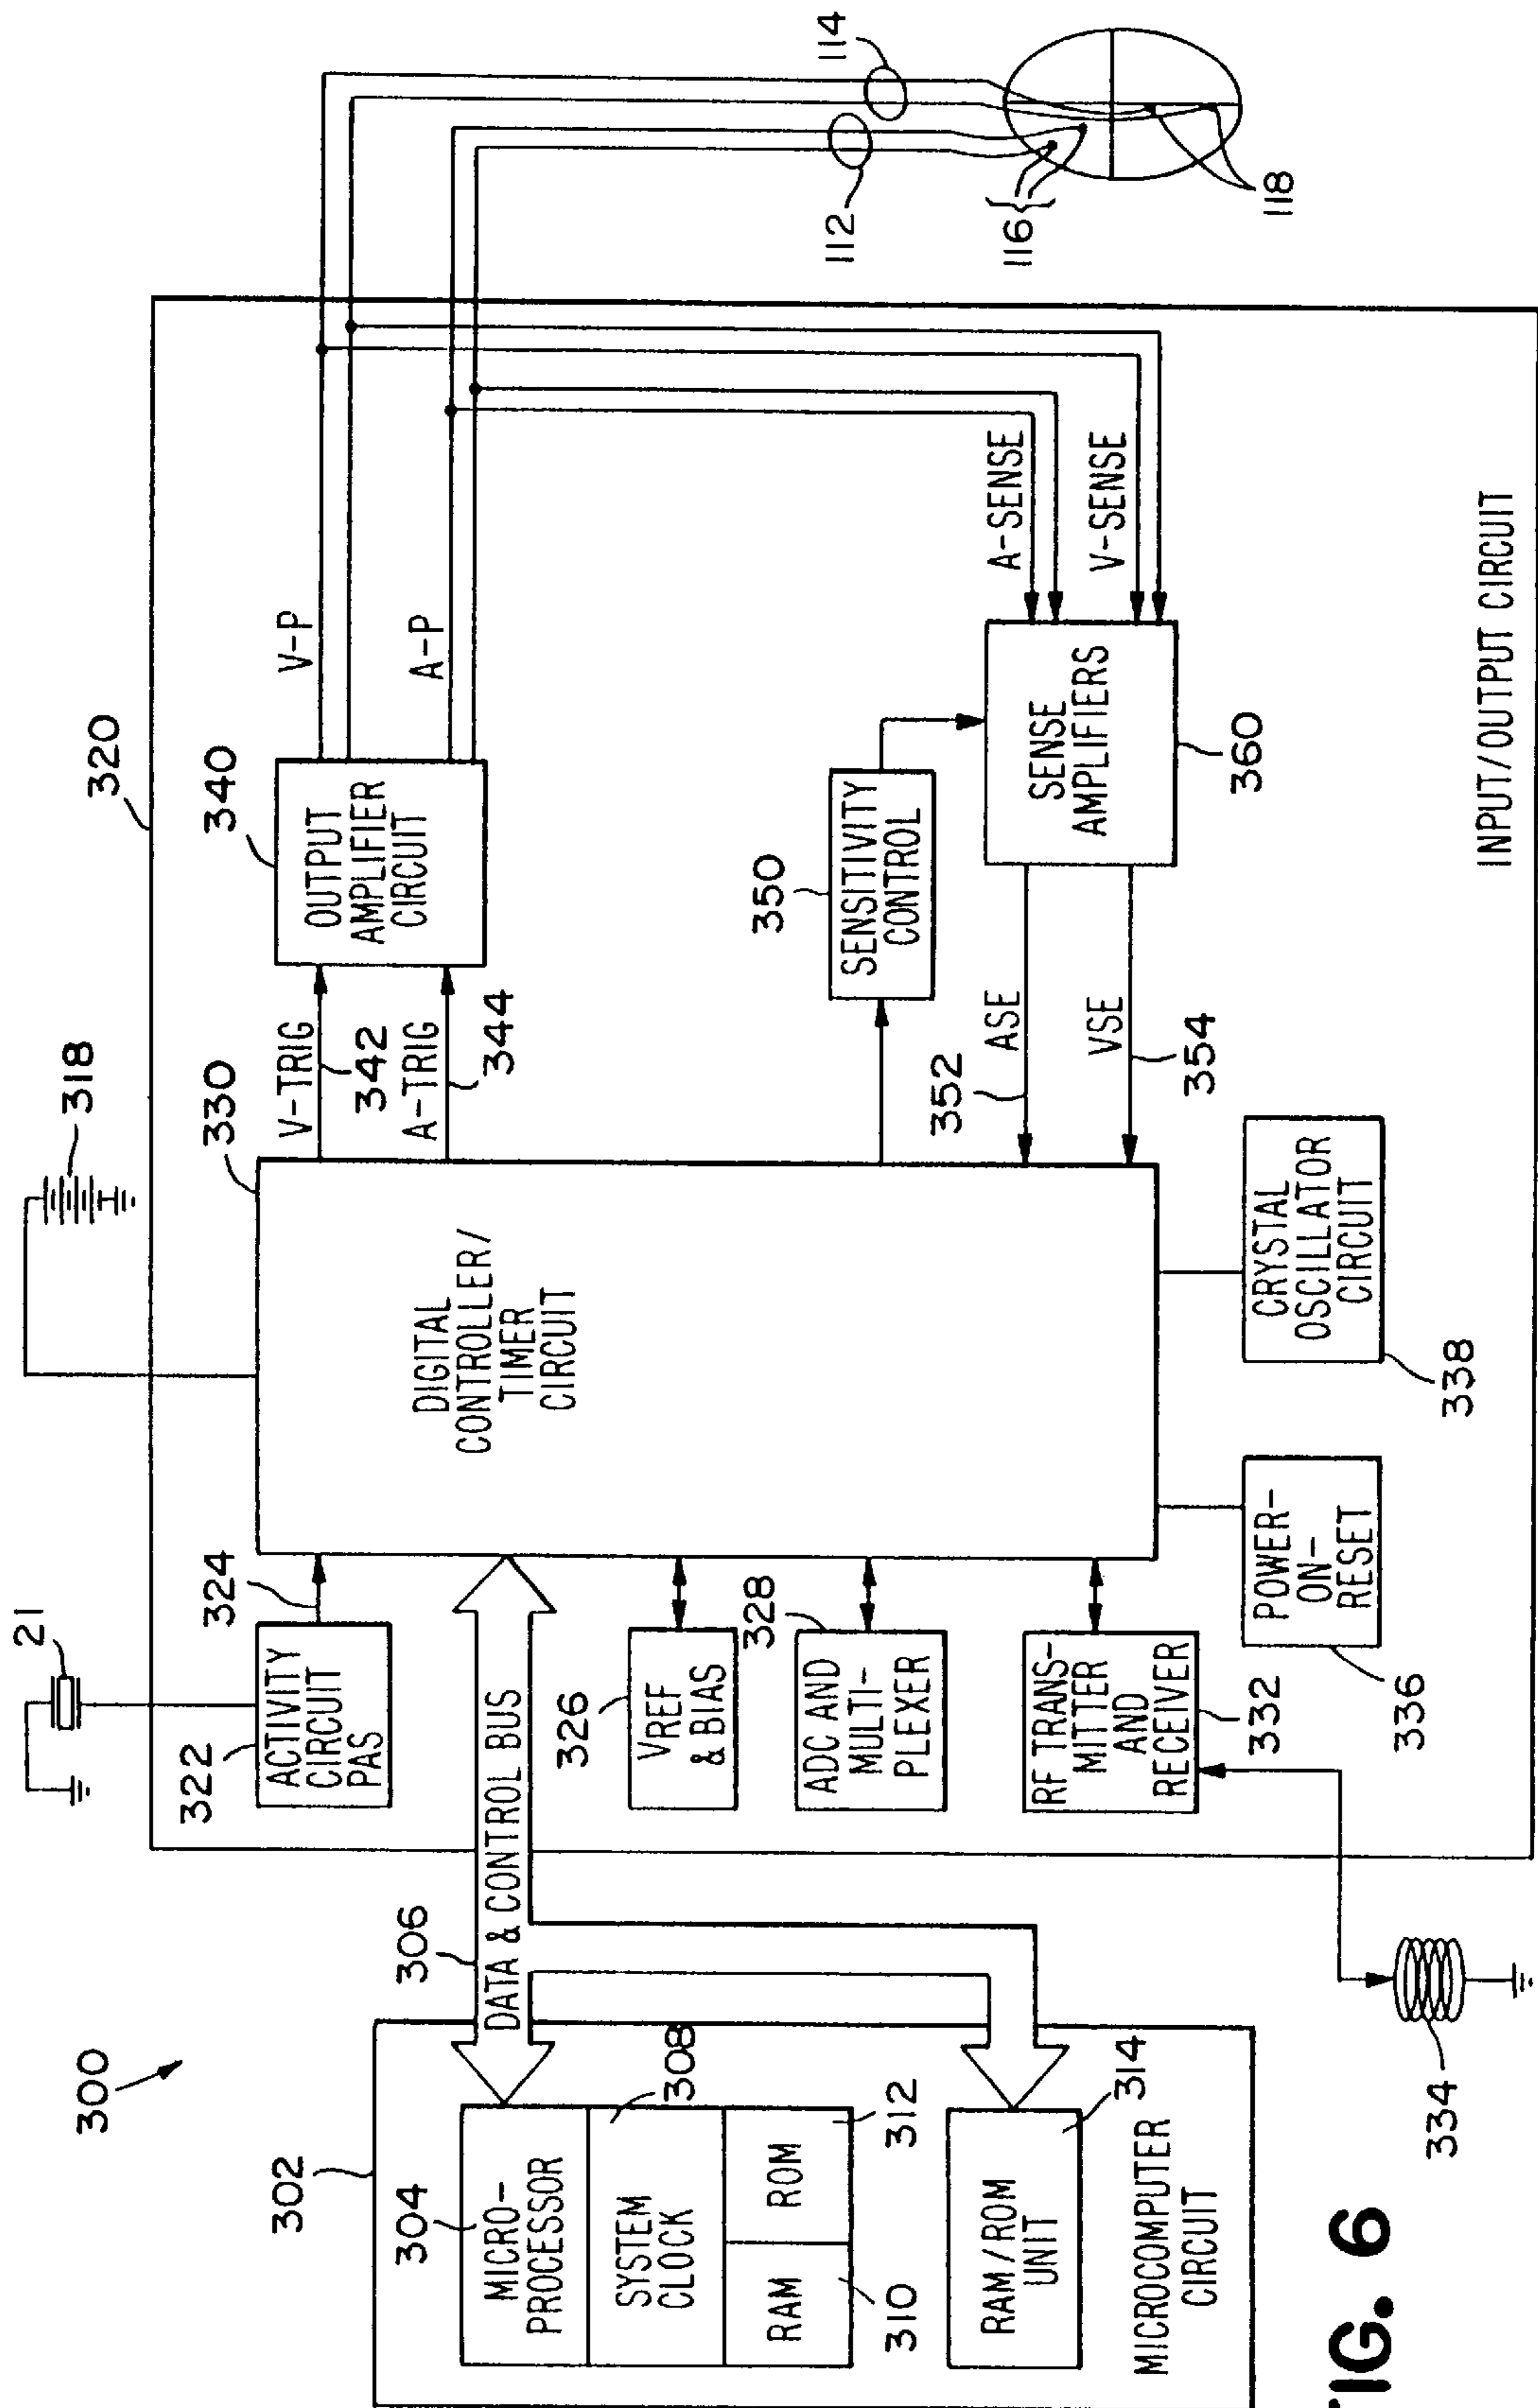 300
302
304
MICRO-
PROCESSOR
SYSTEM
CLOCK
308
RAM
ROM
310
312
RAM/ROM
UNIT
314
MICROCOMPUTER
CIRCUIT
306
DATA & CONTROL BUS
334
21
318
320
322
ACTIVITY
CIRCUIT
PAS
324
326
VREF
& BIAS
328
ADC AND
MULTI-
PLEXER
RF TRANS-
MITTER
AND
RECEIVER
332
POWER-
ON-
RESET
336
CRYSTAL
OSCILLATOR
CIRCUIT
338
330
DIGITAL
CONTROLLER/
TIMER
CIRCUIT
V-TRIG
342
A-TRIG
344
340
OUTPUT
AMPLIFIER
CIRCUIT
V-P
A-P
350
SENSITIVITY
CONTROL
352
ASE
VSE
354
SENSE
AMPLIFIERS
360
A-SENSE
V-SENSE
INPUT/OUTPUT CIRCUIT
114
112
116
118
FIG. 6